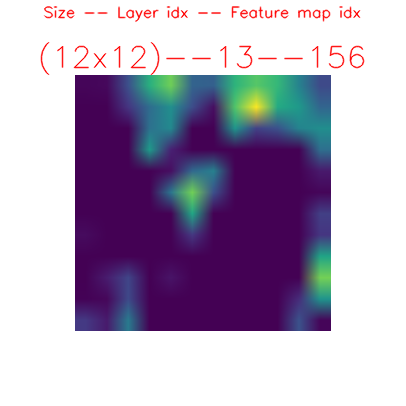 Size -- Layer idx -- Feature map idx
(12x12)--13--156